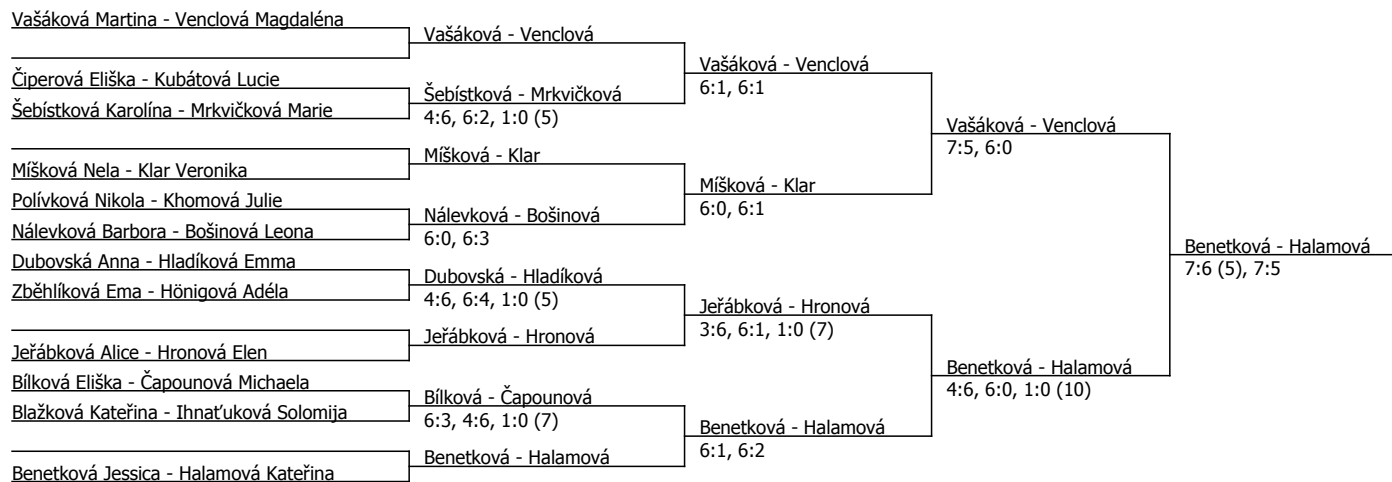 Vašáková Martina - Venclová Magdaléna
Čiperová Eliška - Kubátová Lucie
Šebístková Karolína - Mrkvičková Marie
Míšková Nela - Klar Veronika
Polívková Nikola - Khomová Julie
Nálevková Barbora - Bošinová Leona
Dubovská Anna - Hladíková Emma
Zběhlíková Ema - Hönigová Adéla
Jeřábková Alice - Hronová Elen
Bílková Eliška - Čapounová Michaela
Blažková Kateřina - Ihnaťuková Solomija
Benetková Jessica - Halamová Kateřina
Vašáková - Venclová
Šebístková - Mrkvičková
4:6, 6:2, 1:0 (5)
Míšková - Klar
Nálevková - Bošinová
6:0, 6:3
Dubovská - Hladíková
4:6, 6:4, 1:0 (5)
Jeřábková - Hronová
Bílková - Čapounová
6:3, 4:6, 1:0 (7)
Benetková - Halamová
Vašáková - Venclová
6:1, 6:1
Míšková - Klar
6:0, 6:1
Jeřábková - Hronová
3:6, 6:1, 1:0 (7)
Benetková - Halamová
6:1, 6:2
Vašáková - Venclová
7:5, 6:0
Benetková - Halamová
4:6, 6:0, 1:0 (10)
Benetková - Halamová
7:6 (5), 7:5